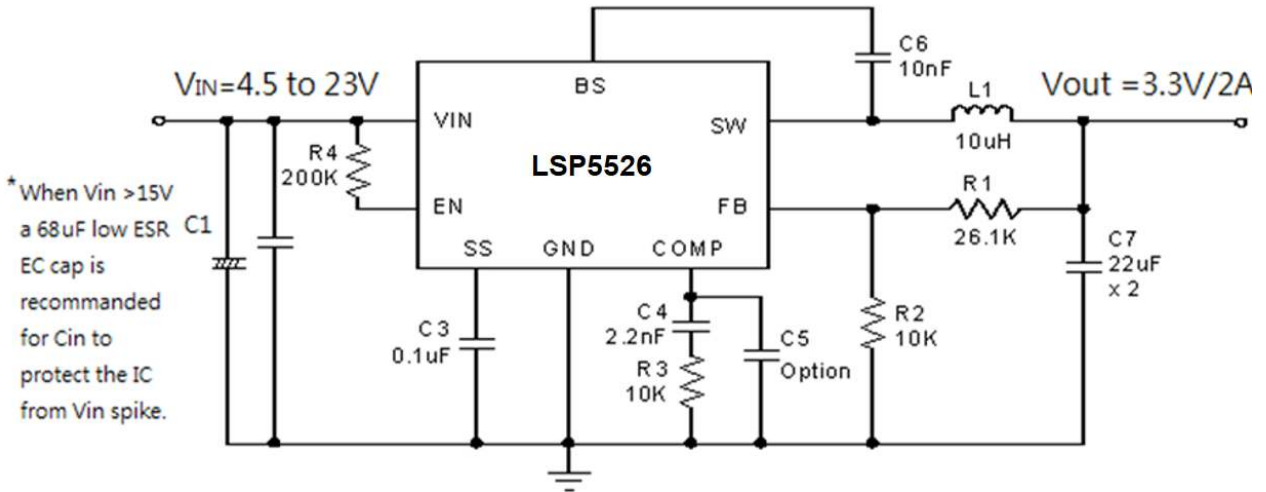 C6
10nF
VIN=4.5 to 23V
BS
L1
Vout =3.3V/2A
VIN
SW
10uH
R4
200K
LSP5526
* When Vin >15V
a 68uF low ESR
EC cap is
recommanded
for Cin to
protect the IC
from Vin spike.
C1
EN
FB
R1
26.1K
SS
GND
COMP
C7
22uF
x 2
C3
0.1uF
C4
2.2nF
R3
10K
C5
Option
R2
10K